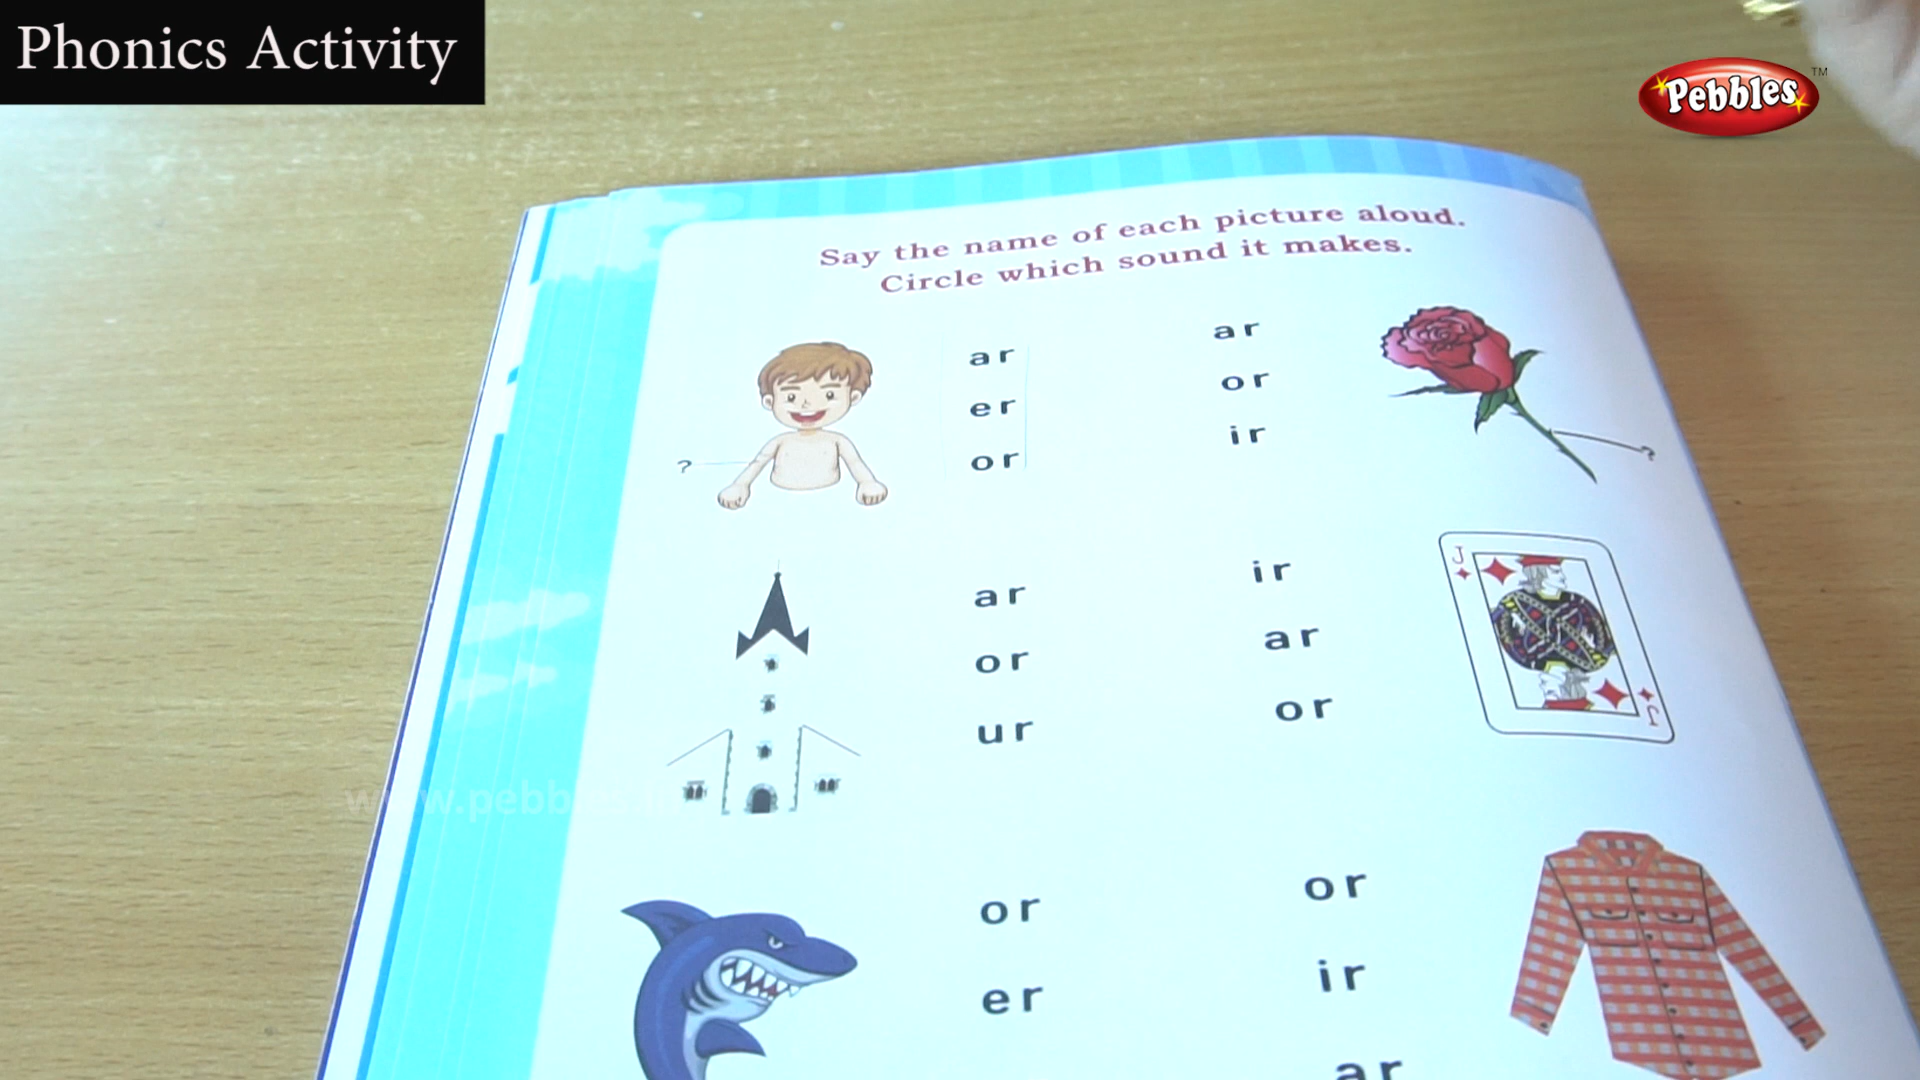 Phonics Activity
Pebbles™
Say the name of each picture aloud.
Circle which sound it makes.
ar
er
or
?
ar
or
ir
?
ar
or
ur
ir
ar
or
J
J
or
er
or
ir
ar